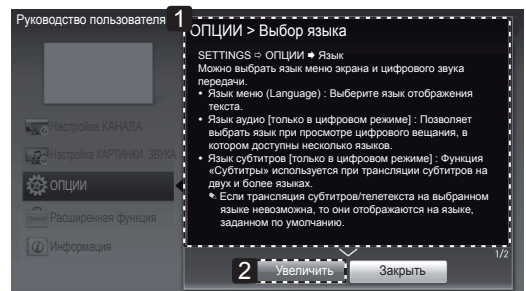 Руководство пользователя
1
ОПЦИИ > Выбор языка
SETTINGS ⇨ ОПЦИИ ➡ Язык
Можно выбрать язык меню экрана и цифрового звука
передачи.
• Язык меню (Language) : Выберите язык отображения
текста.
• Язык аудио [только в цифровом режиме] : Позволяет
выбрать язык при просмотре цифрового вещания, в
котором доступны несколько языков.
• Язык субтитров [только в цифровом режиме] : Функция
«Субтитры» используется при трансляции субтитров на
двух и более языках.
Если трансляция субтитров/телетекста на выбранном
языке невозможна, то они отображаются на языке,
заданном по умолчанию.
Настройка КАНАЛА
Настройка КАРТИНКИ, ЗВУКА
ОПЦИИ
Расширенная функция
Информация
1/2
2
Увеличить
Закрыть